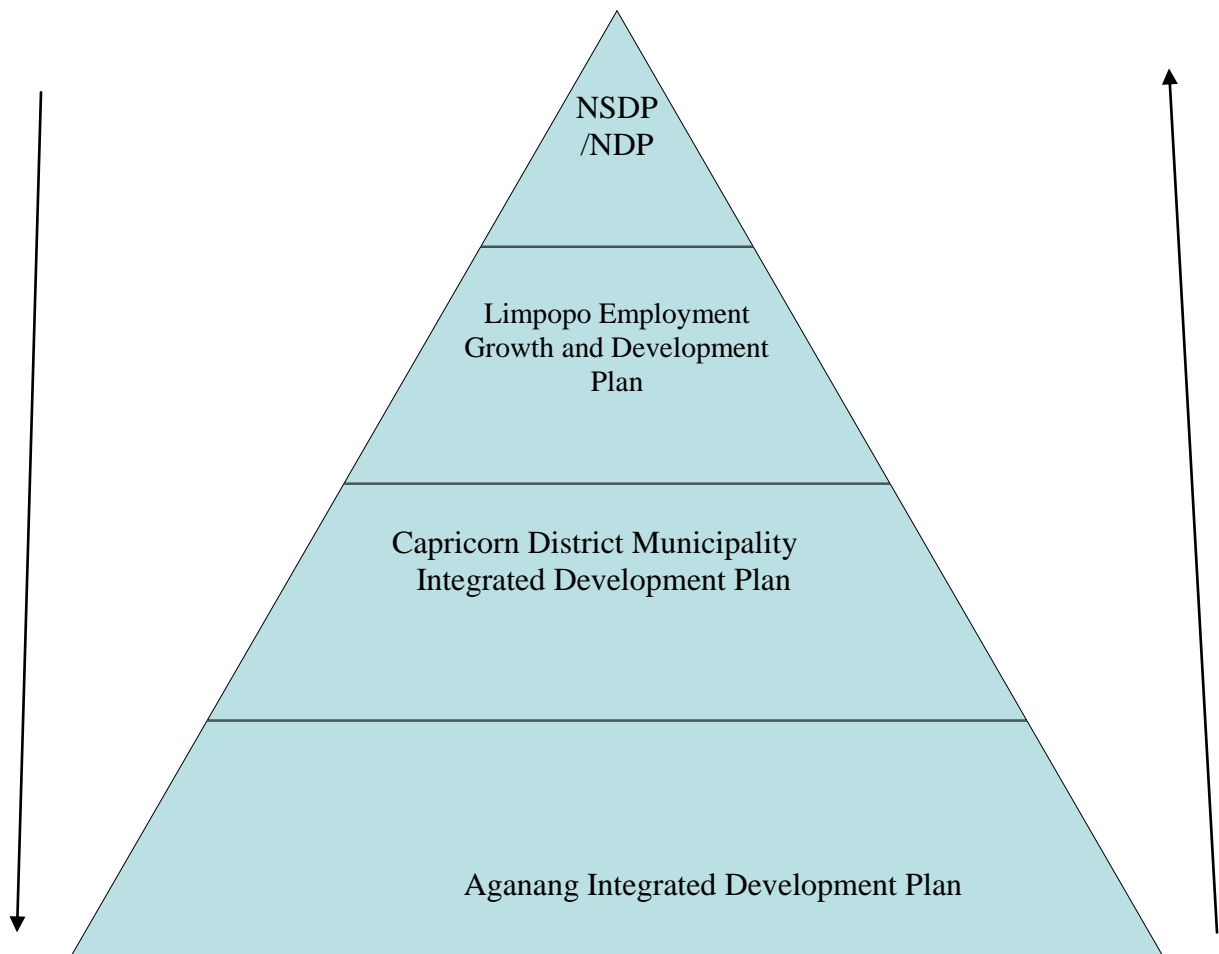 NSDP
/NDP
Limpopo Employment
Growth and Development
Plan
Capricorn District Municipality
Integrated Development Plan
Aganang Integrated Development Plan